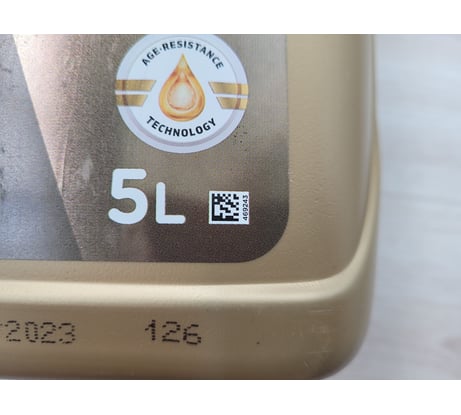 AGE-RESISTANCE
TECHNOLOGY
5L
469243
2023 126